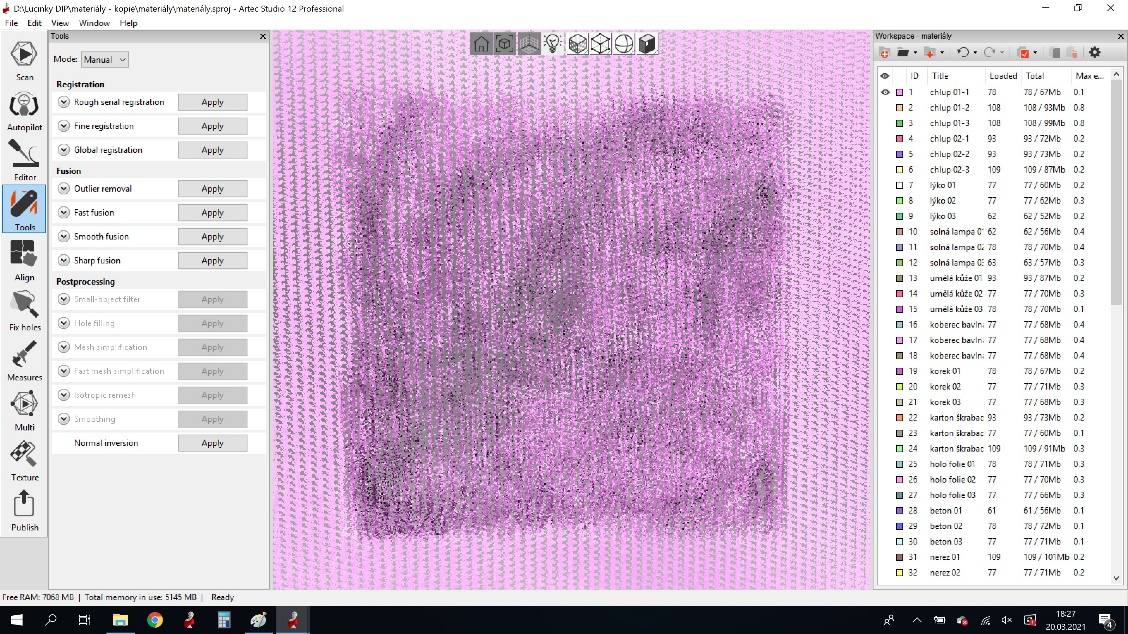 D:\Lucinky DIP\materiály - kopie\materiály\materiály.sproj - Artec Studio 12 Professional
File Edit View Window Help
Tools
Scan
Autopilot
Editor
Tools
Align
Fix holes
Measures
Multi
Texture
Publish
Mode: Manual
Registration
Rough serial registration Apply
Fine registration Apply
Global registration Apply
Fusion
Outlier removal Apply
Fast fusion Apply
Smooth fusion Apply
Sharp fusion Apply
Postprocessing
Small-object filter Apply
Hole filling Apply
Mesh simplification Apply
Fast mesh simplification Apply
Isotropic remesh Apply
Smoothing Apply
Normal inversion Apply
Workspace - materiály
ID Title Loaded Total Max e...
1 chlup 01-1 78 78 / 67Mb 0.1
2 chlup 01-2 108 108 / 93Mb 0.8
3 chlup 01-3 108 108 / 99Mb 0.8
4 chlup 02-1 93 93 / 72Mb 0.2
5 chlup 02-2 93 93 / 73Mb 0.2
6 chlup 02-3 109 109 / 87Mb 0.2
7 lýko 01 77 77 / 60Mb 0.2
8 lýko 02 77 77 / 62Mb 0.3
9 lýko 03 62 62 / 52Mb 0.2
10 solná lampa 01 62 62 / 56Mb 0.4
11 solná lampa 02 78 78 / 70Mb 0.4
12 solná lampa 03 63 63 / 57Mb 0.3
13 umělá kůže 01 93 93 / 87Mb 0.2
14 umělá kůže 02 77 77 / 70Mb 0.3
15 umělá kůže 03 78 78 / 70Mb 0.1
16 koberec bavln 77 77 / 68Mb 0.4
17 koberec bavln 77 77 / 68Mb 0.4
18 koberec bavln 77 77 / 68Mb 0.4
19 korek 01 78 78 / 67Mb 0.2
20 korek 02 77 77 / 71Mb 0.3
21 korek 03 77 77 / 68Mb 0.3
22 karton škrabac 93 93 / 73Mb 0.2
23 karton škrabac 77 77 / 60Mb 0.1
24 karton škrabac 109 109 / 91Mb 0.3
25 holo folie 01 78 78 / 71Mb 0.3
26 holo folie 02 77 77 / 70Mb 0.3
27 holo folie 03 77 77 / 66Mb 0.3
28 beton 01 61 61 / 56Mb 0.1
29 beton 02 78 78 / 72Mb 0.1
30 beton 03 77 77 / 71Mb 0.1
31 nerez 01 109 109 / 101Mb 0.2
32 nerez 02 77 77 / 71Mb 0.2
Free RAM: 7068 MB | Total memory in use: 5145 MB | Ready
18:27
20.03.2021
4